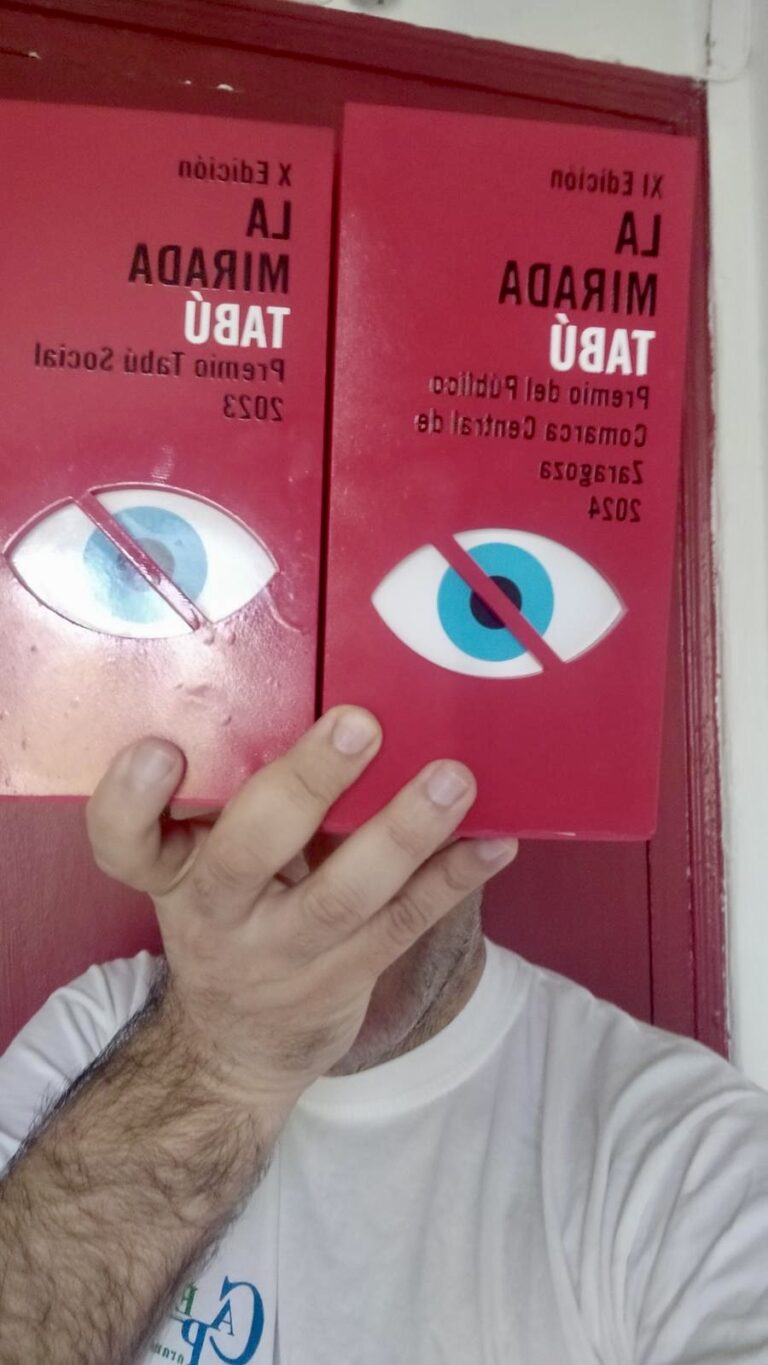 X Edición
LA
MIRADA
TABÚ
Premio Tabú Social
2023
XI Edición
LA
MIRADA
TABÚ
Premio del Público
Comarca Central de
Zaragoza
2024